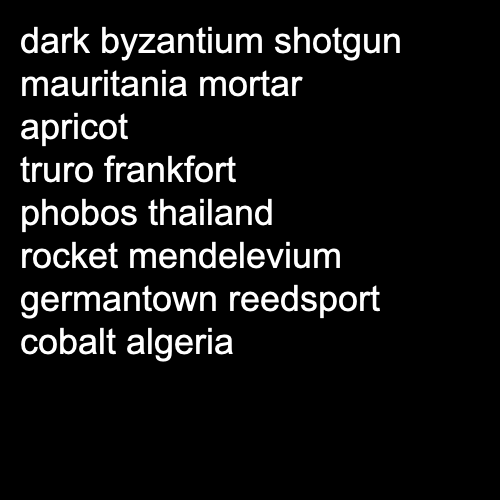 dark byzantium shotgun
mauritania mortar
apricot
truro frankfort
phobos thailand
rocket mendelevium
germantown reedsport
cobalt algeria